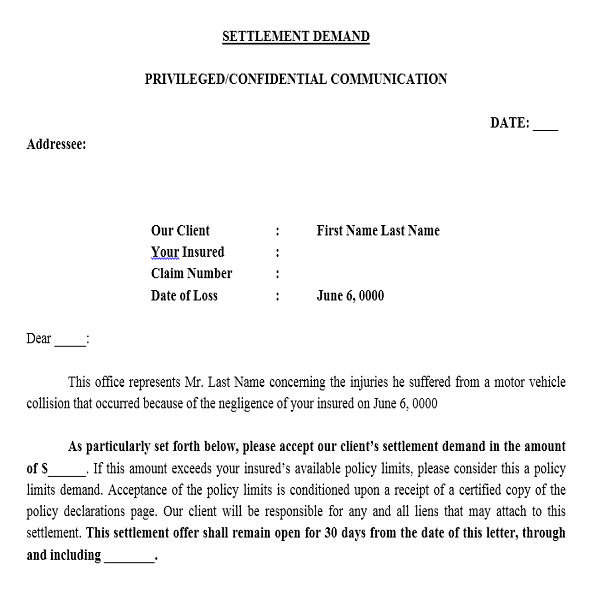 SETTLEMENT DEMAND
PRIVILEGED/CONFIDENTIAL COMMUNICATION
DATE: ____
Addressee:
Our Client : First Name Last Name
Your Insured :
Claim Number :
Date of Loss : June 6, 0000
Dear _____:
This office represents Mr. Last Name concerning the injuries he suffered from a motor vehicle
collision that occurred because of the negligence of your insured on June 6, 0000
As particularly set forth below, please accept our client’s settlement demand in the amount
of $______. If this amount exceeds your insured’s available policy limits, please consider this a policy
limits demand. Acceptance of the policy limits is conditioned upon a receipt of a certified copy of the
policy declarations page. Our client will be responsible for any and all liens that may attach to this
settlement. This settlement offer shall remain open for 30 days from the date of this letter, through
and including ________.